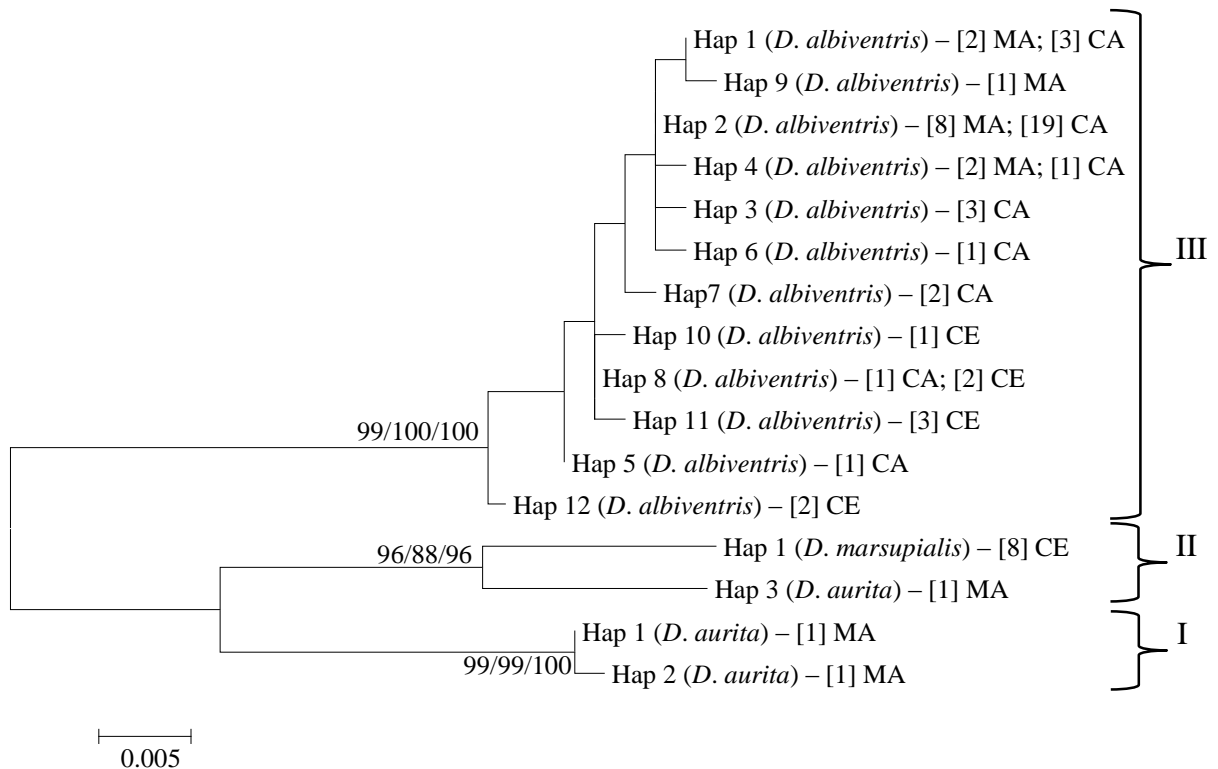 Hap 1 (D. albiventris) – [2] MA; [3] CA
Hap 9 (D. albiventris) – [1] MA
Hap 2 (D. albiventris) – [8] MA; [19] CA
Hap 4 (D. albiventris) – [2] MA; [1] CA
Hap 3 (D. albiventris) – [3] CA
Hap 6 (D. albiventris) – [1] CA
III
Hap7 (D. albiventris) – [2] CA
Hap 10 (D. albiventris) – [1] CE
Hap 8 (D. albiventris) – [1] CA; [2] CE
Hap 11 (D. albiventris) – [3] CE
99/100/100
Hap 5 (D. albiventris) – [1] CA
Hap 12 (D. albiventris) – [2] CE
Hap 1 (D. marsupialis) – [8] CE
II
96/88/96
Hap 3 (D. aurita) – [1] MA
Hap 1 (D. aurita) – [1] MA
I
99/99/100
Hap 2 (D. aurita) – [1] MA
0.005